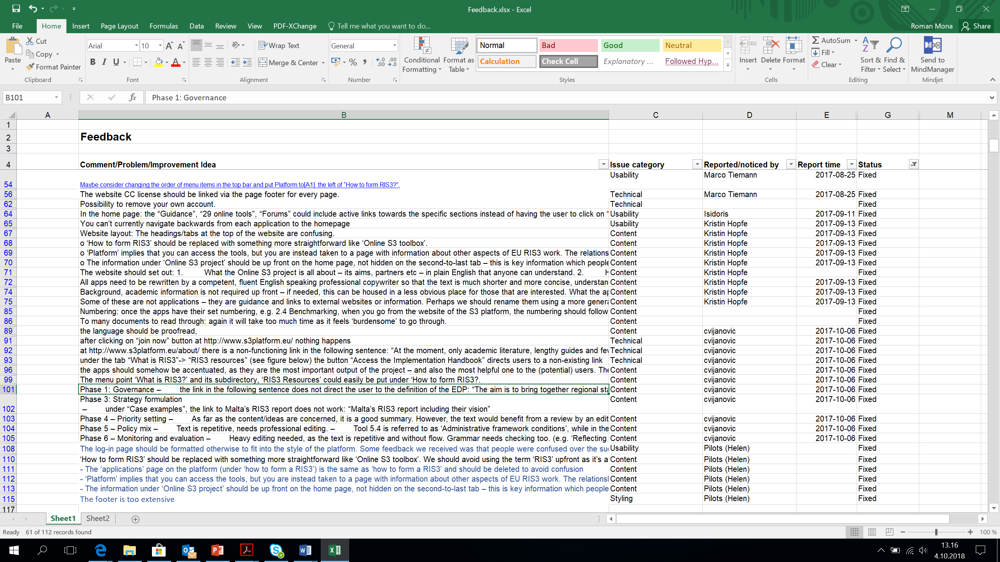 Feedback.xlsx - Excel
File Home Insert Page Layout Formulas Data Review View PDF-XChange Tell me what you want to do... Roman Mona Share
Paste Cut Copy Format Painter Clipboard
Arial 10 B I U Font
Wrap Text Merge & Center Alignment
General % Number
Conditional Formatting Format as Table
Normal Bad Good Neutral
Calculation Check Cell Explanatory ... Followed Hyp...
Styles
Insert Delete Format Cells
AutoSum Fill Clear Sort & Filter Find & Select Editing
Send to MindManager Mindjet
B101 fx Phase 1: Governance
A B C D E G M
1
2 Feedback
3
4 Comment/Problem/Improvement Idea Issue category Reported/noticed by Report time Status
54 Maybe consider changing the order of menu items in the top bar and put Platform to[A1] the left of “How to form RIS3?”. Usability Marco Tiemann 2017-08-25 Fixed
56 The website CC license should be linked via the page footer for every page. Technical Marco Tiemann 2017-08-25 Fixed
62 Possibility to remove your own account. Technical Fixed
64 In the home page: the “Guidance”, “29 online tools”, “Forums” could include active links towards the specific sections instead of having the user to click on “ Usability Isidoris 2017-09-11 Fixed
65 You can’t currently navigate backwards from each application to the homepage Usability Kristin Hopfe 2017-09-13 Fixed
67 Website layout: The headings/tabs at the top of the website are confusing. Content Kristin Hopfe 2017-09-13 Fixed
68 o ‘How to form RIS3’ should be replaced with something more straightforward like ‘Online S3 toolbox’. Content Kristin Hopfe 2017-09-13 Fixed
69 o ‘Platform’ implies that you can access the tools, but you are instead taken to a page with information about other aspects of EU RIS3 work. The relations Content Kristin Hopfe 2017-09-13 Fixed
70 o The information under ‘Online S3 project’ should be up front on the home page, not hidden on the second-to-last tab – this is key information which people Content Kristin Hopfe 2017-09-13 Fixed
71 The website should set out: 1. What the Online S3 project is all about – its aims, partners etc – in plain English that anyone can understand. 2. Content Kristin Hopfe Fixed
72 All apps need to be rewritten by a competent, fluent English speaking professional copywriter so that the text is much shorter and more concise, understan Content Kristin Hopfe 2017-09-13 Fixed
74 Background, academic information is not required up front – if needed, this can be housed in a less obvious place for those that are interested. What the ap Content Kristin Hopfe 2017-09-13 Fixed
75 Some of these are not applications – they are guidance and links to external websites or information. Perhaps we should rename them using a more genera Content Kristin Hopfe 2017-09-13 Fixed
85 Numbering: once the apps have their set numbering, e.g. 2.4 Benchmarking, when you go from the website of the S3 platform, the numbering should follow Content Fixed
86 To many documents to read through: again it will take too much time as it feels ‘burdensome’ to go through. Content Fixed
89 the language should be proofread, Content cvijanovic 2017-10-06 Fixed
91 after clicking on “join now” button at http://www.s3platform.eu/ nothing happens Technical cvijanovic 2017-10-06 Fixed
92 at http://www.s3platform.eu/about/ there is a non-functioning link in the following sentence: “At the moment, only academic literature, lengthy guides and few Technical cvijanovic 2017-10-06 Fixed
93 under the tab “What is RIS3”-> “RIS3 resources” (see figure below) the button “Access the Implementation Handbook” directs users to a non-existing link Technical cvijanovic 2017-10-06 Fixed
96 the apps should somehow be accentuated, as they are the most important output of the project – and also the most helpful one to the (potential) users. The Content cvijanovic 2017-10-06 Fixed
99 The menu point ‘What is RIS3?’ and its subdirectory, ‘RIS3 Resources’ could easily be put under ‘How to form RIS3?. Content cvijanovic 2017-10-06 Fixed
101 Phase 1: Governance – the link in the following sentence does not direct the user to the definition of the EDP: “The aim is to bring together regional sta Content cvijanovic 2017-10-06 Fixed
Phase 3: Strategy formulation Content cvijanovic 2017-10-06 Fixed
102 – under “Case examples”, the link to Malta’s RIS3 report does not work: “Malta’s RIS3 report including their vision”
103 Phase 4 – Priority setting – As far as the content/ideas are concerned, it is a good summary. However, the text would benefit from a review by an edit Content cvijanovic 2017-10-06 Fixed
104 Phase 5 – Policy mix – Text is repetitive, needs professional editing. – Tool 5.4 is referred to as ‘Administrative framework conditions’, while in the Content cvijanovic 2017-10-06 Fixed
105 Phase 6 – Monitoring and evaluation – Heavy editing needed, as the text is repetitive and without flow. Grammar needs checking too. (e.g. ‘Reflecting Content cvijanovic 2017-10-06 Fixed
108 The log-in page should be formatted otherwise to fit into the style of the platform. Some feedback we received was that people were confused over the su Usability Pilots (Helen) Fixed
110 ‘How to form RIS3’ should be replaced with something more straightforward like ‘Online S3 toolbox’. We should avoid using the term ‘RIS3’ upfront as it’s a Content Pilots (Helen) Fixed
111 - The ‘applications’ page on the platform (under ‘how to form a RIS3’) is the same as ‘how to form a RIS3’ and should be deleted to avoid confusion Content Pilots (Helen) Fixed
112 - ‘Platform’ implies that you can access the tools, but you are instead taken to a page with information about other aspects of EU RIS3 work. The relations Content Pilots (Helen) Fixed
113 - The information under ‘Online S3 project’ should be up front on the home page, not hidden on the second-to-last tab – this is key information which people Content Pilots (Helen) Fixed
115 The footer is too extensive Styling Pilots (Helen) Fixed
117
Sheet1 Sheet2
Ready 61 of 112 records found 100 %
13.16
4.10.2018